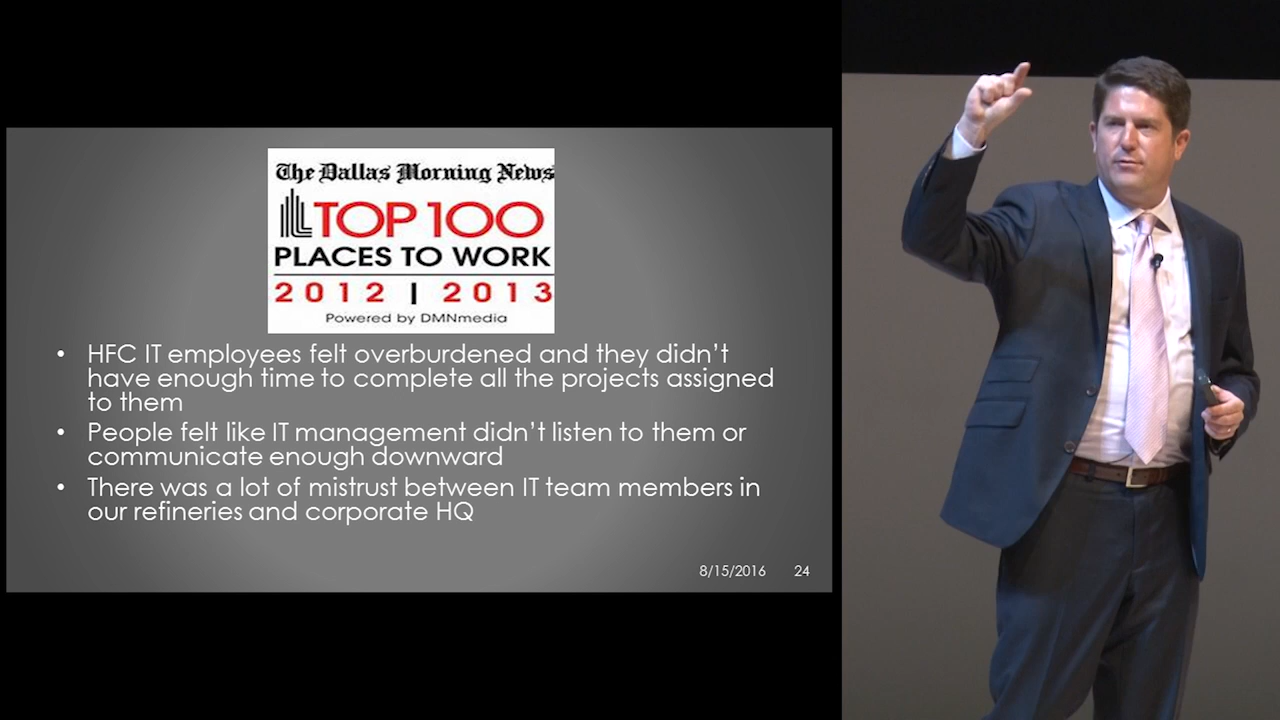 The Dallas Morning News
TOP 100
PLACES TO WORK
2012 | 2013
Powered by DMNmedia
• HFC IT employees felt overburdened and they didn't
have enough time to complete all the projects assigned
to them
• People felt like IT management didn't listen to them or
communicate enough downward
• There was a lot of mistrust between IT team members in
our refineries and corporate HQ
8/15/2016 24